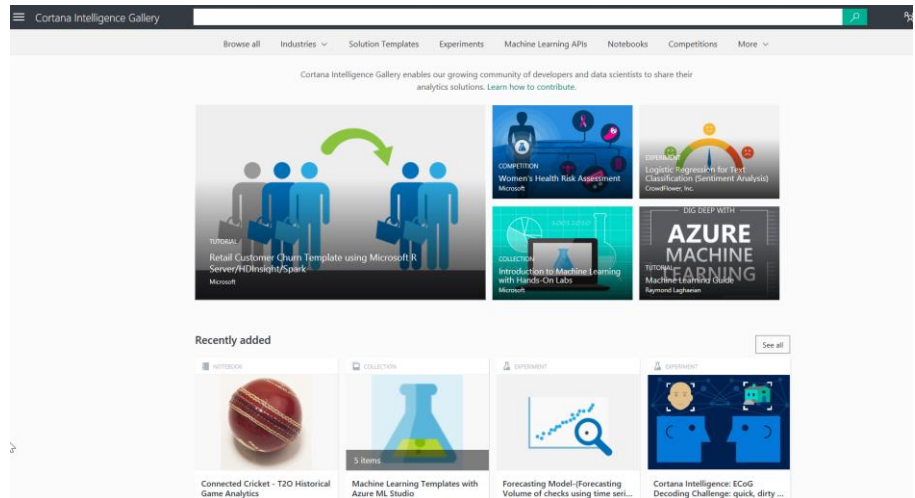 Cortana Intelligence Gallery
Browse all Industries Solution Templates Experiments Machine Learning APIs Notebooks Competitions More
Cortana Intelligence Gallery enables our growing community of developers and data scientists to share their
analytics solutions. Learn how to contribute.
TUTORIAL
Retail Customer Churn Template using Microsoft R
Server/HDInsight/Spark
Microsoft
COMPETITION
Women's Health Risk Assessment
Microsoft
EXPERIMENT
Logistic Regression for Text
Classification (Sentiment Analysis)
CrowdFlower, Inc.
COLLECTION
Introduction to Machine Learning
with Hands-On Labs
Microsoft
DIG DEEP WITH
AZURE
MACHINE
LEARNING
TUTORIAL
Machine Learning Guide
Raymond Laghaeian
Recently added
See all
NOTEBOOK
Connected Cricket - T2O Historical
Game Analytics
COLLECTION
5 items
Machine Learning Templates with
Azure ML Studio
EXPERIMENT
Forecasting Model-(Forecasting
Volume of checks using time seri...
EXPERIMENT
Cortana Intelligence: ECoG
Decoding Challenge: quick, dirty ...